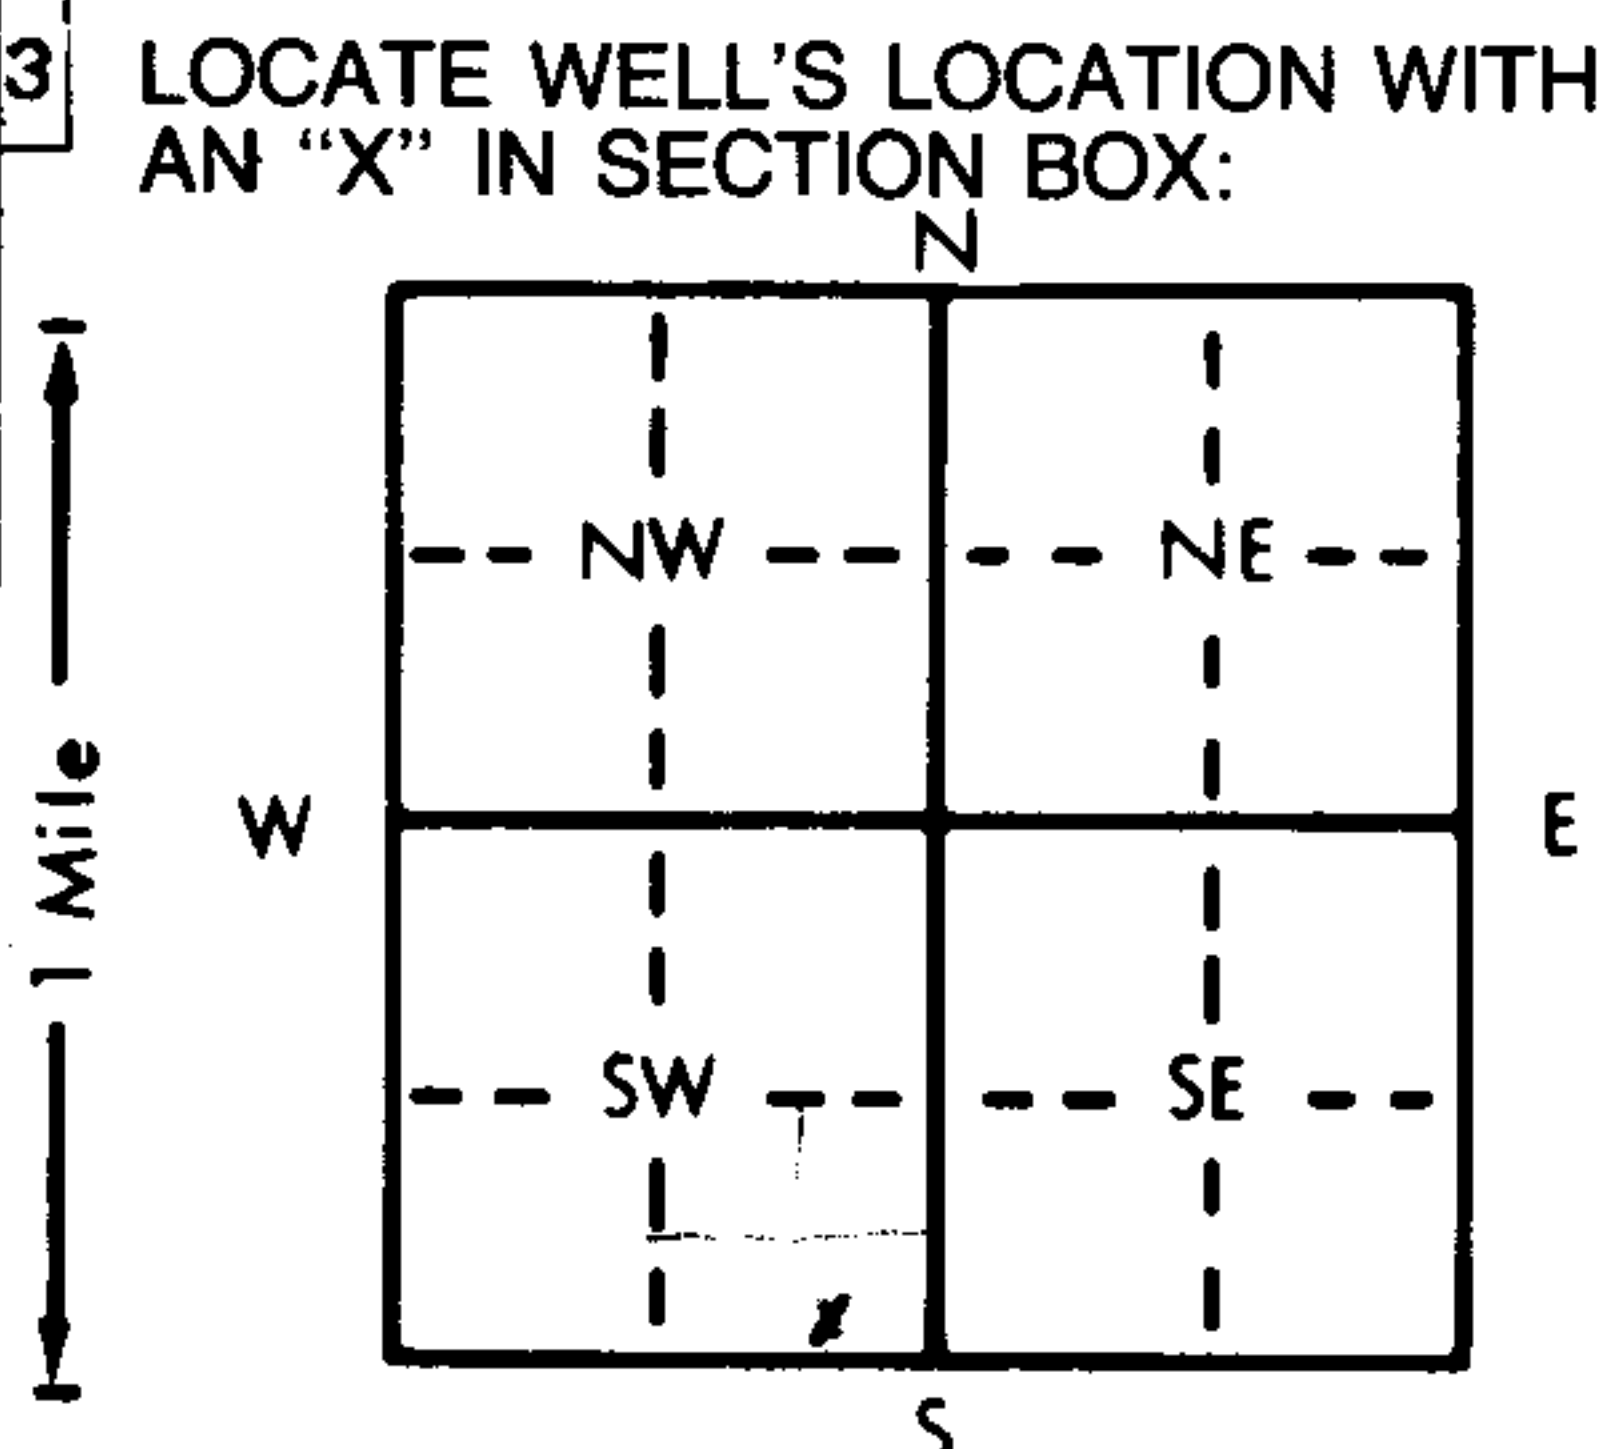 3 LOCATE WELL'S LOCATION WITH
AN “X” IN SECTION BOX:
N
NW NE
1 Mile
W E
SW SE
X
S